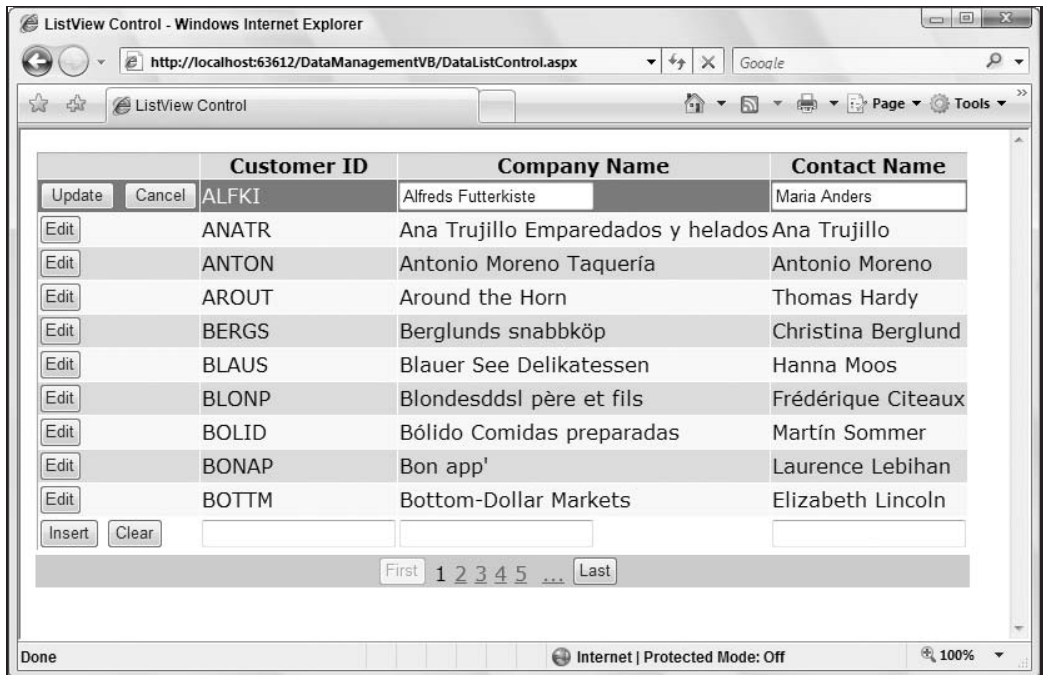 ListView Control - Windows Internet Explorer
http://localhost:63612/DataManagementVB/DataListControl.aspx Google
ListView Control Page Tools
Customer ID Company Name Contact Name
Update Cancel ALFKI Alfreds Futterkiste Maria Anders
Edit ANATR Ana Trujillo Emparedados y helados Ana Trujillo
Edit ANTON Antonio Moreno Taquería Antonio Moreno
Edit AROUT Around the Horn Thomas Hardy
Edit BERGS Berglunds snabbköp Christina Berglund
Edit BLAUS Blauer See Delikatessen Hanna Moos
Edit BLONP Blondesddsl père et fils Frédérique Citeaux
Edit BOLID Bólido Comidas preparadas Martín Sommer
Edit BONAP Bon app' Laurence Lebihan
Edit BOTTM Bottom-Dollar Markets Elizabeth Lincoln
Insert Clear
First 1 2 3 4 5 ... Last
Done Internet | Protected Mode: Off 100%